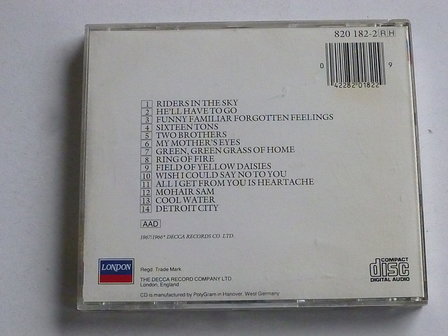 820 182-2 RH
0 42282 01822 9
1 RIDERS IN THE SKY
2 HE'LL HAVE TO GO
3 FUNNY FAMILIAR FORGOTTEN FEELINGS
4 SIXTEEN TONS
5 TWO BROTHERS
6 MY MOTHER'S EYES
7 GREEN, GREEN GRASS OF HOME
8 RING OF FIRE
9 FIELD OF YELLOW DAISIES
10 WISH I COULD SAY NO TO YOU
11 ALL I GET FROM YOU IS HEARTACHE
12 MOHAIR SAM
13 COOL WATER
14 DETROIT CITY
AAD
1967/1966* DECCA RECORDS CO. LTD.
LONDON
Regd. Trade Mark.
THE DECCA RECORD COMPANY LTD.
London, England
CD is manufactured by PolyGram in Hanover, West Germany
COMPACT
disc
DIGITAL AUDIO